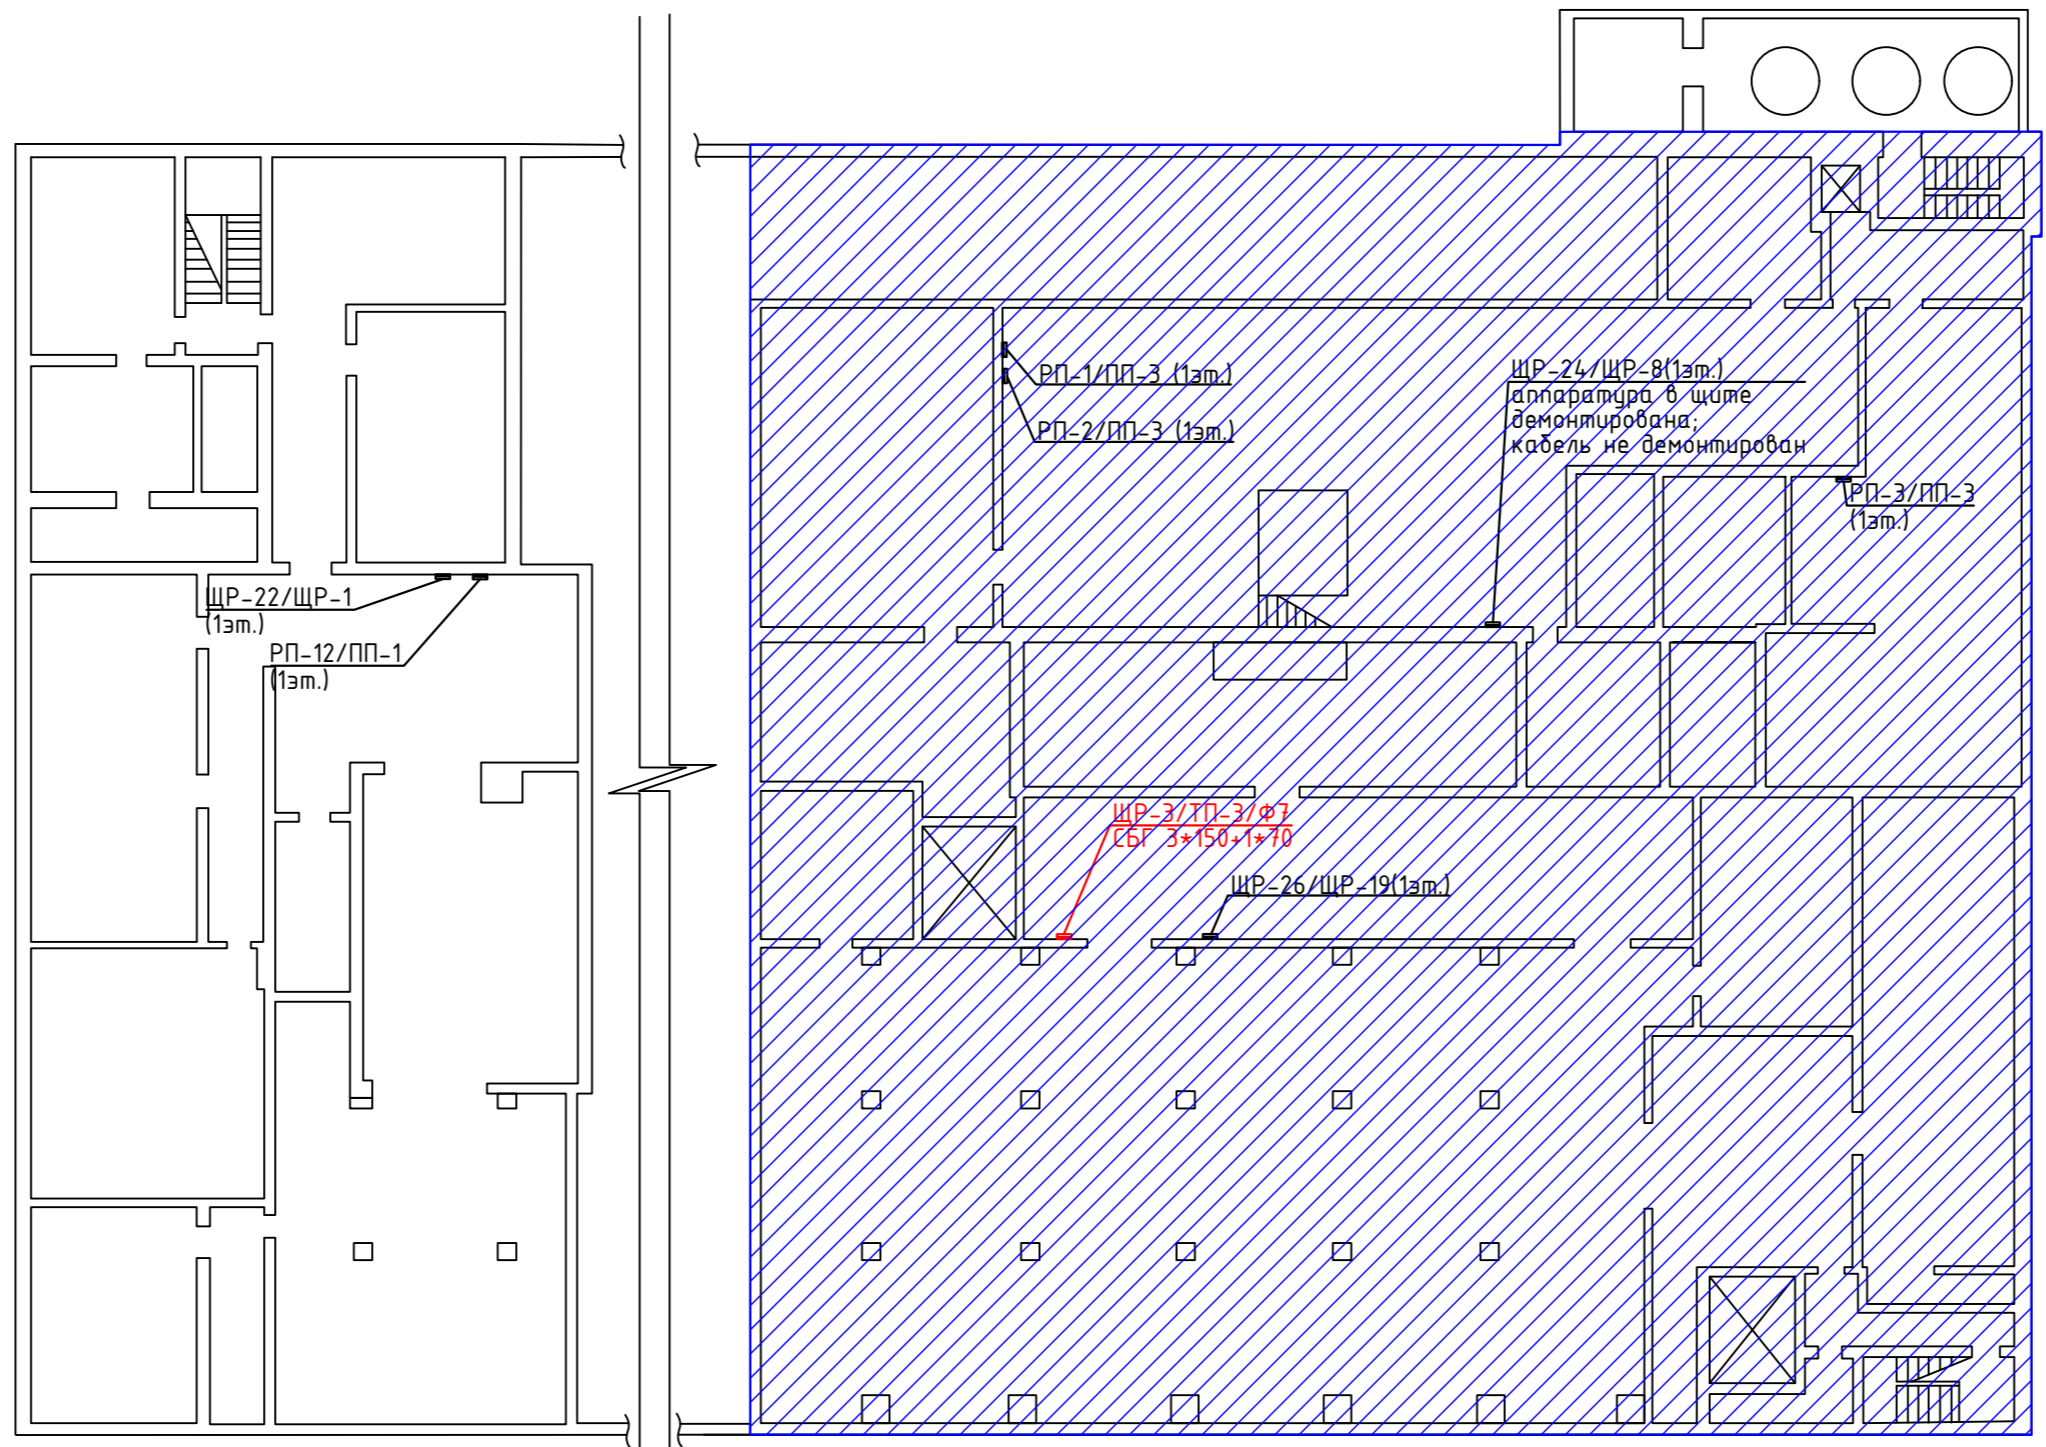 РП-1/ПП-3 (1эт.)
РП-2/ПП-3 (1эт.)
ЩР-24/ЩР-8(1эт.)
аппаратура в щите
демонтирована;
кабель не демонтирован
РП-3/ПП-3
(1эт.)
ЩР-22/ЩР-1
(1эт.)
РП-12/ПП-1
(1эт.)
ЩР-3/ТП-3/Ф7
СБГ 3*150+1*70
ЩР-26/ЩР-19(1эт.)